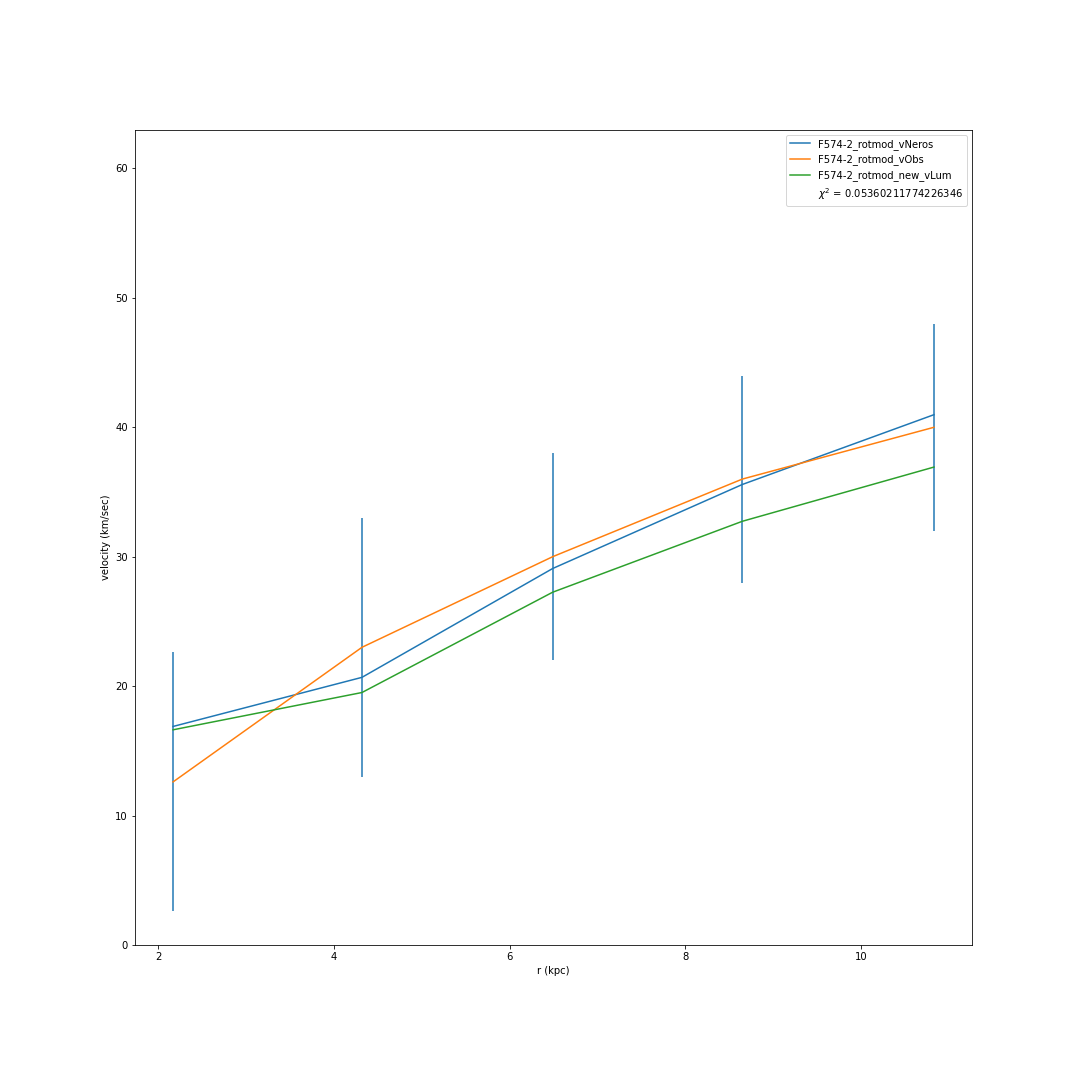 F574-2_rotmod_vNeros
F574-2_rotmod_vObs
F574-2_rotmod_new_vLum
χ² = 0.05360211774226346
60
50
40
30
20
10
0
velocity (km/sec)
2 4 6 8 10
r (kpc)